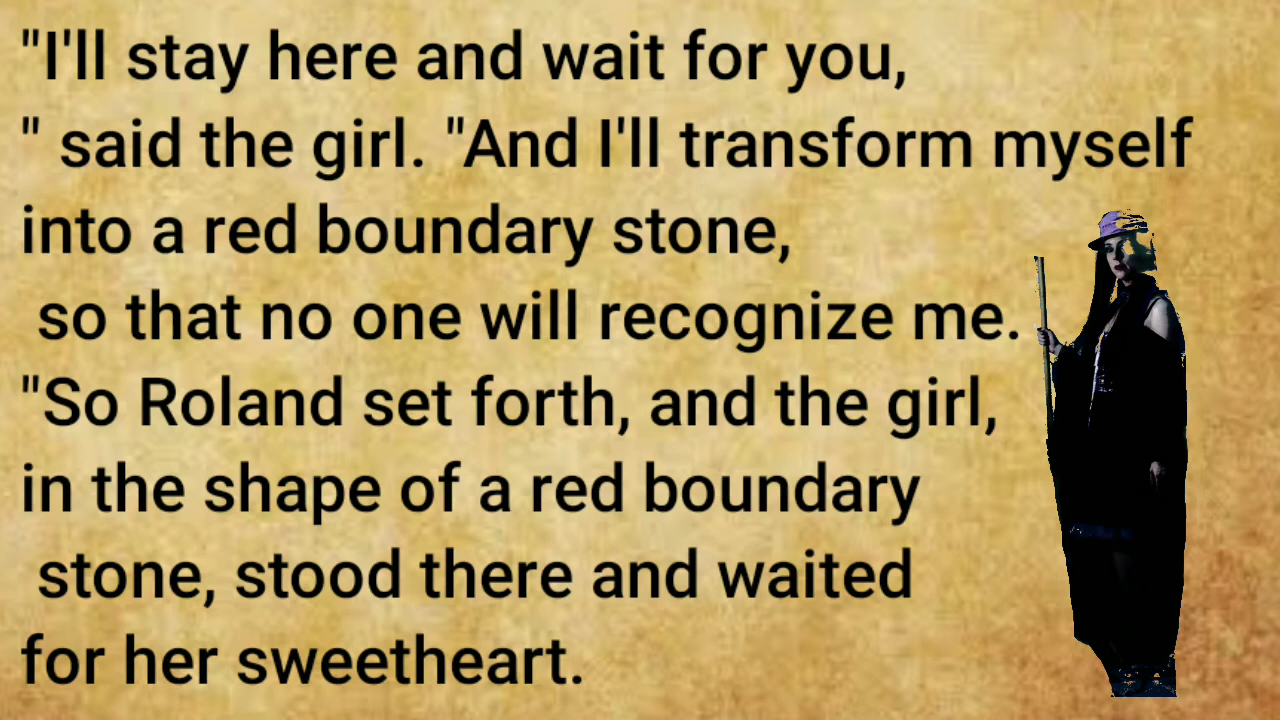 "I'll stay here and wait for you,
" said the girl. "And I'll transform myself
into a red boundary stone,
so that no one will recognize me.
"So Roland set forth, and the girl,
in the shape of a red boundary
stone, stood there and waited
for her sweetheart.